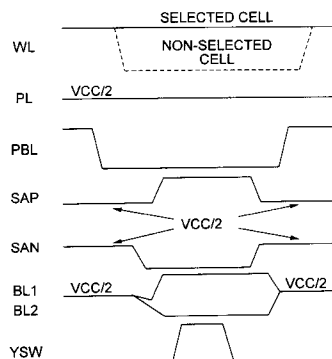 SELECTED CELL
WL
NON-SELECTED
CELL
PL
VCC/2
PBL
SAP
VCC/2
SAN
BL1
VCC/2
VCC/2
BL2
YSW